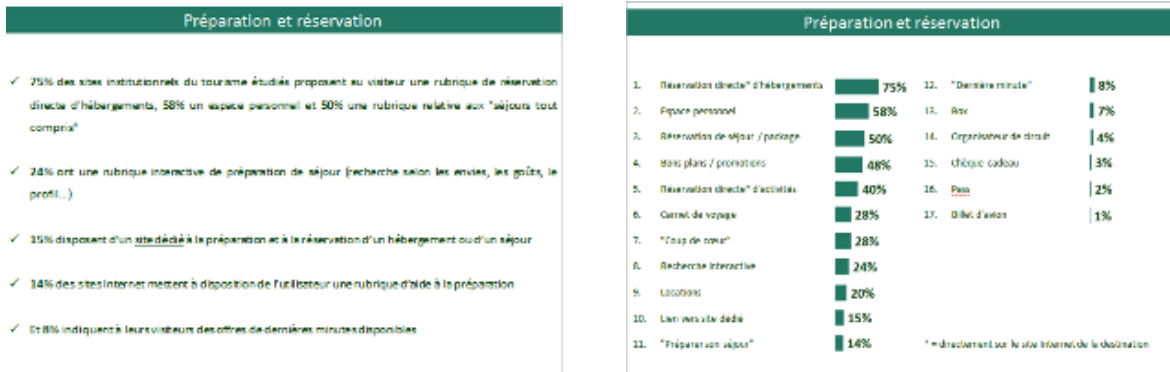 Préparation et réservation
✓ 75% des sites institutionnels du tourisme étudiés proposent au visiteur une rubrique de réservation
directe d'hébergements, 58% un espace personnel et 50% une rubrique relative aux "séjours tout
compris"
✓ 24% ont une rubrique interactive de préparation de séjour (recherche selon les envies, les goûts, le
profil...)
✓ 15% disposent d'un site dédié à la préparation et à la réservation d'un hébergement ou d'un séjour
✓ 14% des sites Internet mettent à disposition de l'utilisateur une rubrique d'aide à la préparation
✓ Et 8% indiquent à leurs visiteurs des offres de dernières minutes disponibles
Préparation et réservation
1. Réservation directe* d'hébergements 75%
2. Espace personnel 58%
3. Réservation de séjour / package 50%
4. Bons plans / promotions 48%
5. Réservation directe* d'activités 40%
6. Carnet de voyage 28%
7. "Coup de cœur" 28%
8. Recherche interactive 24%
9. Locations 20%
10. Lien vers site dédié 15%
11. "Préparer son séjour" 14%
12. "Dernière minute" 8%
13. Box 7%
14. Organisateur de circuit 4%
15. Chèque cadeau 3%
16. Pass 2%
17. Billet d'avion 1%
* = directement sur le site Internet de la destination